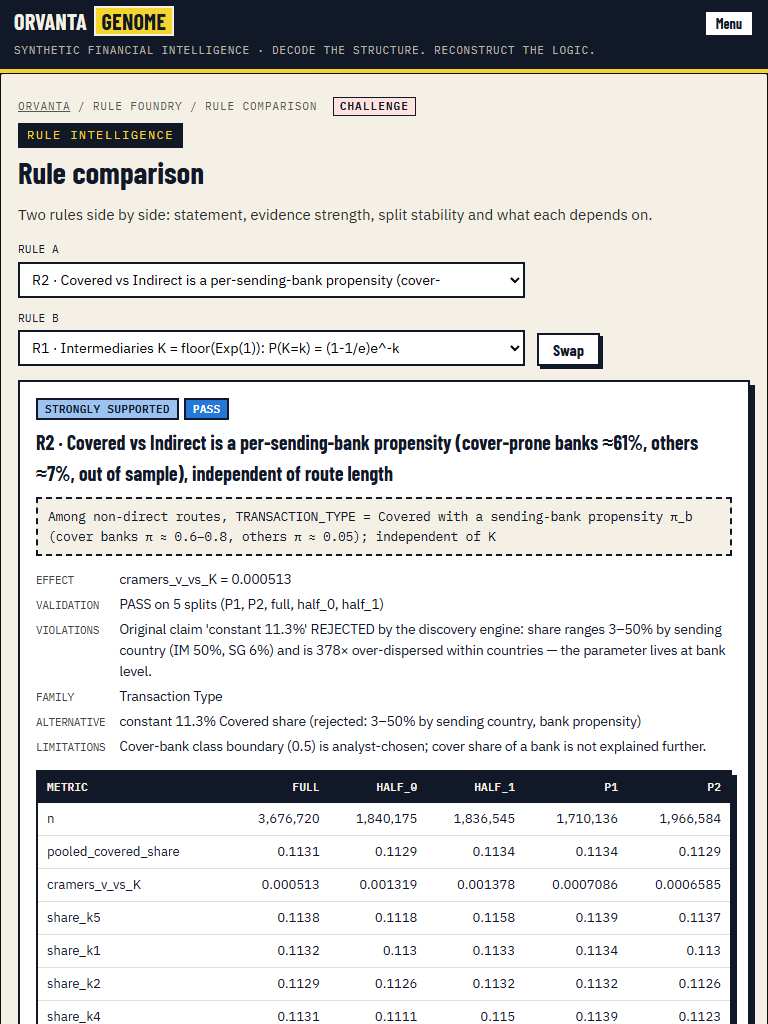 ORVANTA GENOME
Menu
SYNTHETIC FINANCIAL INTELLIGENCE · DECODE THE STRUCTURE. RECONSTRUCT THE LOGIC.
ORVANTA / RULE FOUNDRY / RULE COMPARISON CHALLENGE
RULE INTELLIGENCE
Rule comparison
Two rules side by side: statement, evidence strength, split stability and what each depends on.
RULE A
R2 · Covered vs Indirect is a per-sending-bank propensity (cover-
RULE B
R1 · Intermediaries K = floor(Exp(1)): P(K=k) = (1-1/e)e^-k
Swap
STRONGLY SUPPORTED PASS
R2 · Covered vs Indirect is a per-sending-bank propensity (cover-prone banks ≈61%, others
≈7%, out of sample), independent of route length
Among non-direct routes, TRANSACTION_TYPE = Covered with a sending-bank propensity π_b
(cover banks π ≈ 0.6–0.8, others π ≈ 0.05); independent of K
EFFECT cramers_v_vs_K = 0.000513
VALIDATION PASS on 5 splits (P1, P2, full, half_0, half_1)
VIOLATIONS Original claim 'constant 11.3%' REJECTED by the discovery engine: share ranges 3–50% by sending
country (IM 50%, SG 6%) and is 378× over-dispersed within countries — the parameter lives at bank
level.
FAMILY Transaction Type
ALTERNATIVE constant 11.3% Covered share (rejected: 3–50% by sending country, bank propensity)
LIMITATIONS Cover-bank class boundary (0.5) is analyst-chosen; cover share of a bank is not explained further.
METRIC FULL HALF_0 HALF_1 P1 P2
n 3,676,720 1,840,175 1,836,545 1,710,136 1,966,584
pooled_covered_share 0.1131 0.1129 0.1134 0.1134 0.1129
cramers_v_vs_K 0.000513 0.001319 0.001378 0.0007086 0.0006585
share_k5 0.1138 0.1118 0.1158 0.1139 0.1137
share_k1 0.1132 0.113 0.1133 0.1134 0.113
share_k2 0.1129 0.1126 0.1132 0.1132 0.1126
share_k4 0.1131 0.1111 0.115 0.1139 0.1123